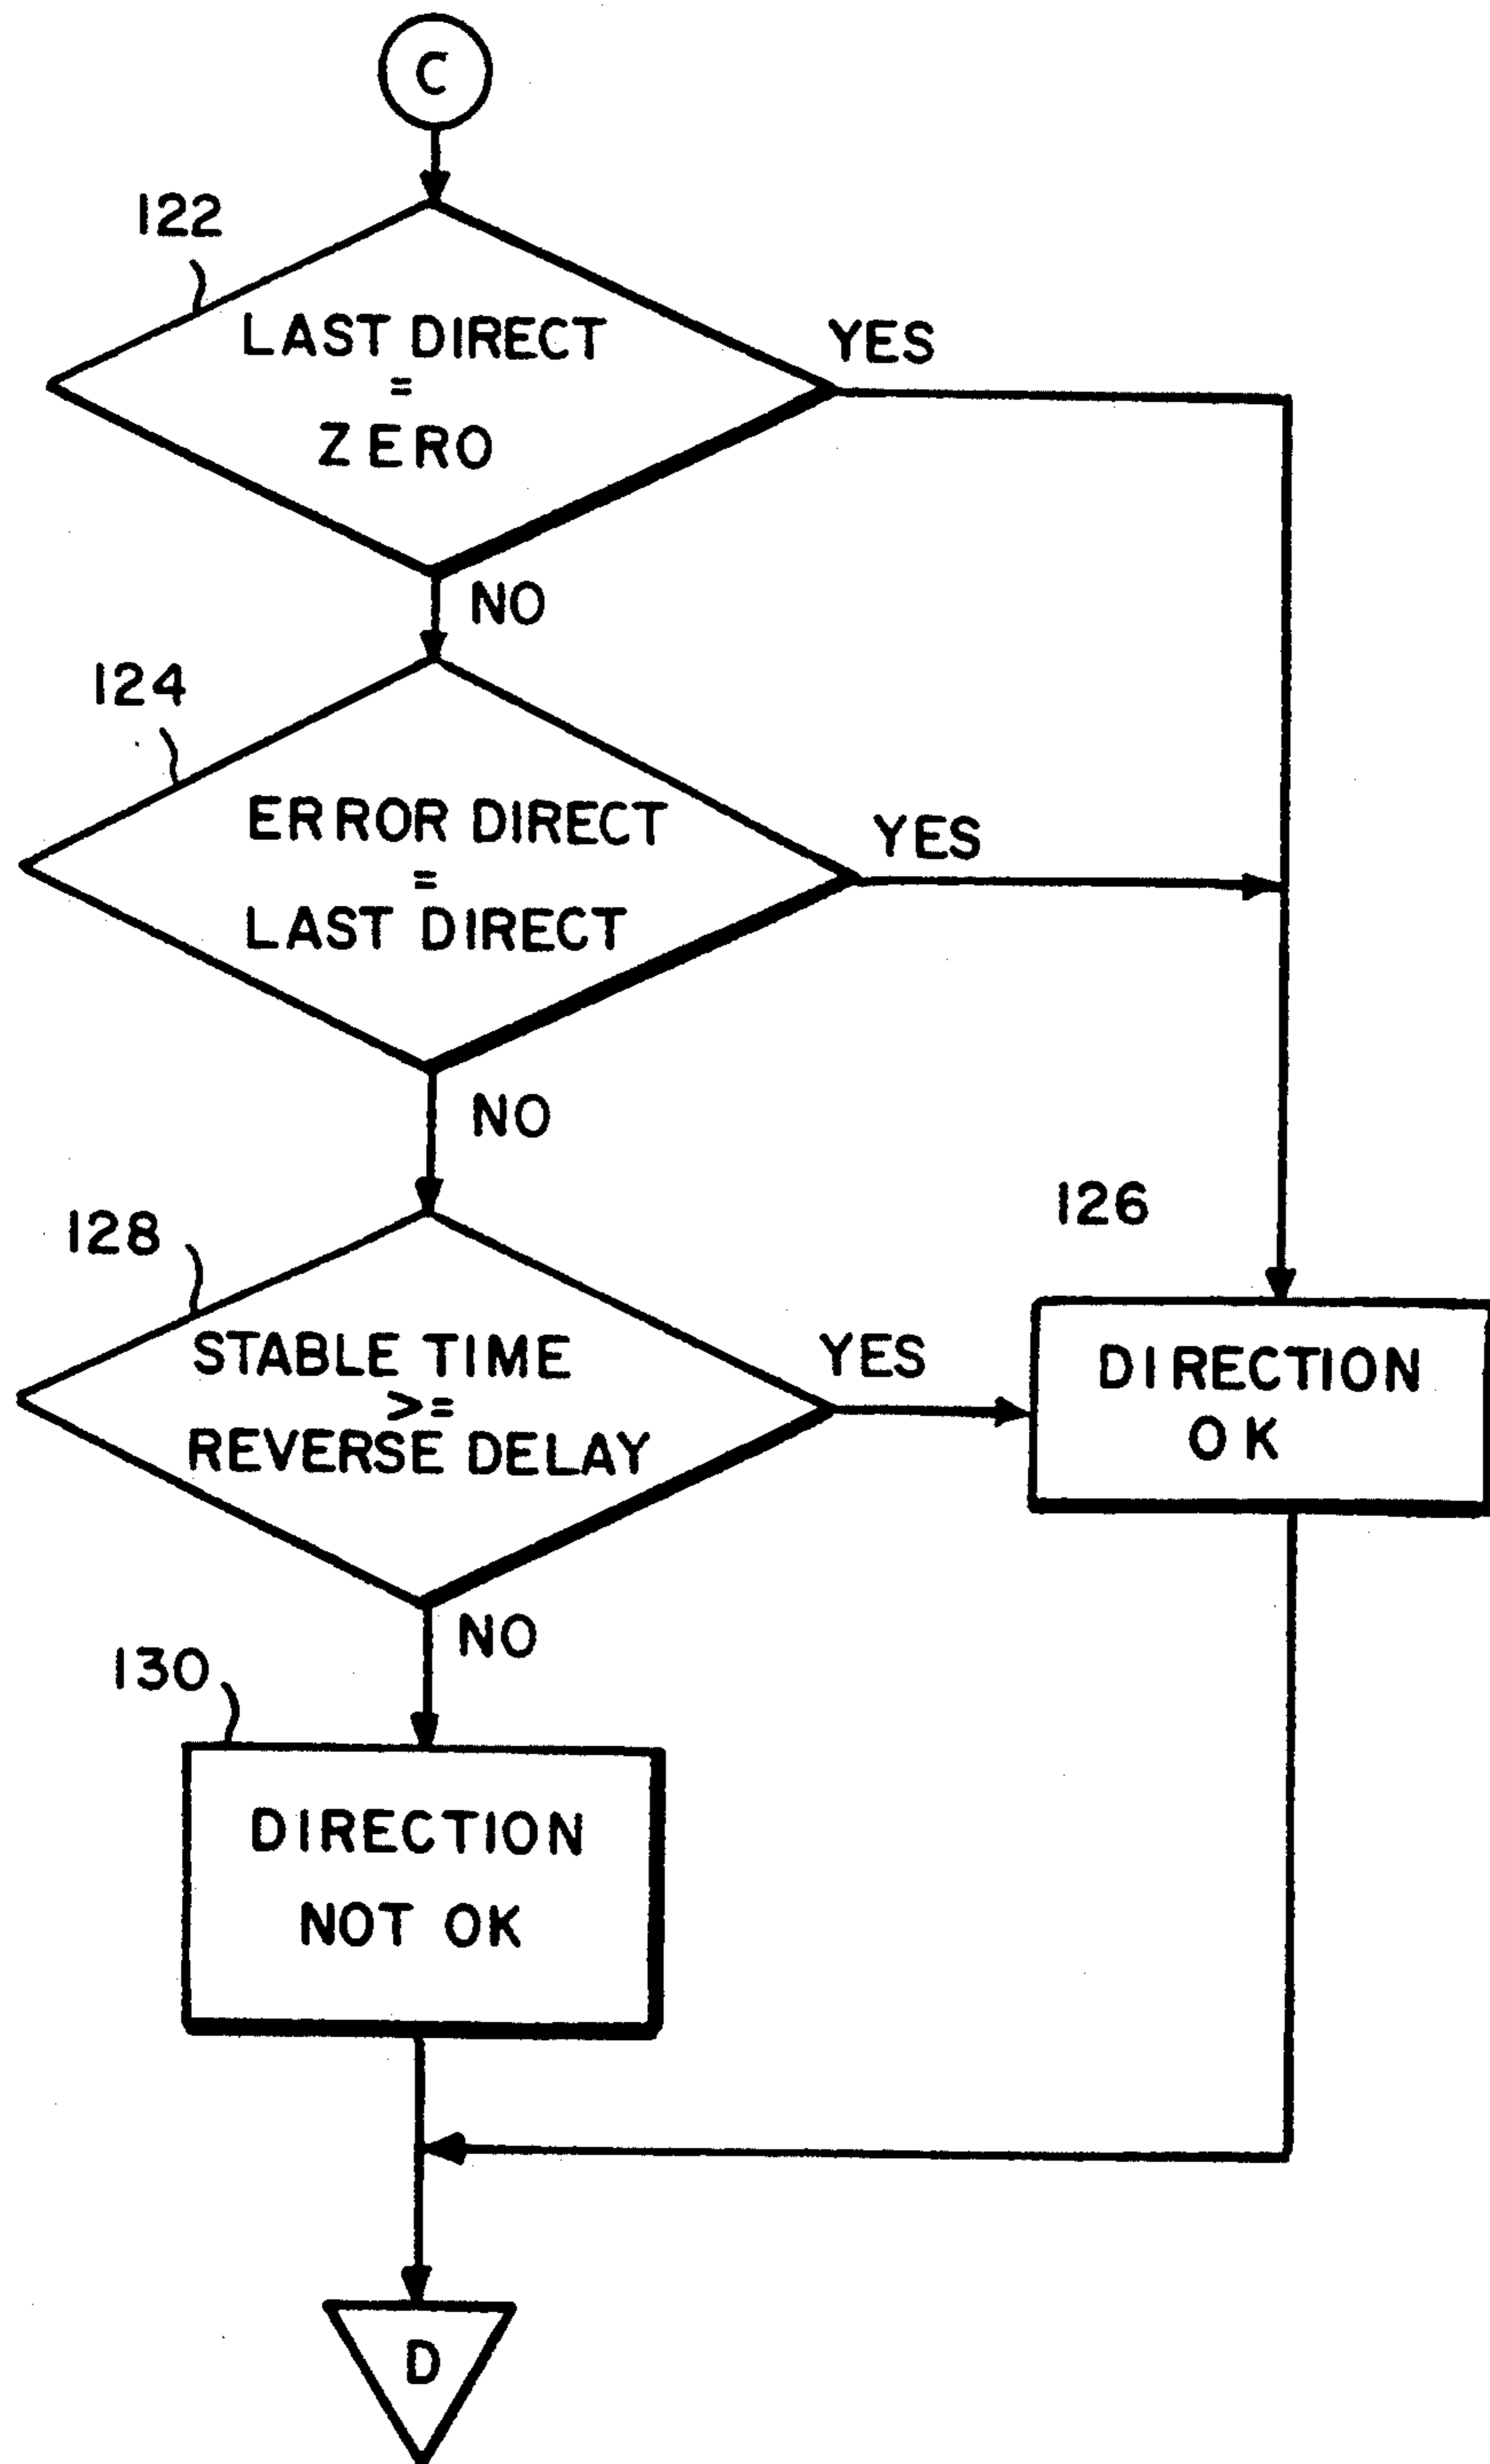 C
122
LAST DIRECT
=
ZERO
YES
NO
124
ERROR DIRECT
=
LAST DIRECT
YES
NO
128
STABLE TIME
>=
REVERSE DELAY
YES
126
DIRECTION
OK
NO
130
DIRECTION
NOT OK
D